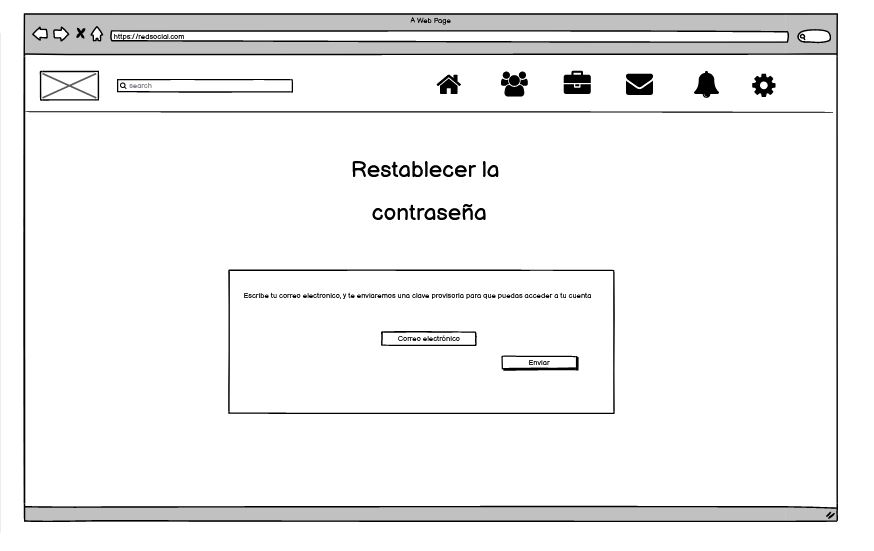 A Web Page
https://redsocial.com
search
Restablecer la
contraseña
Escribe tu correo electronico, y te enviaremos una clave provisoria para que puedas acceder a tu cuenta
Correo electrónico
Enviar